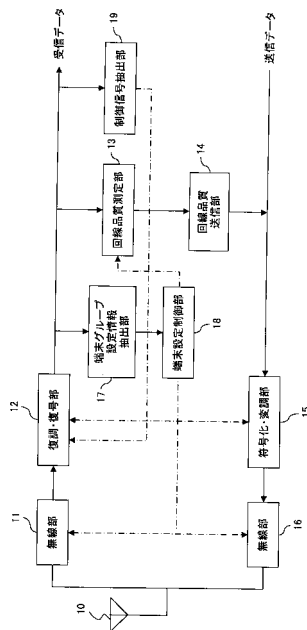 受信データ
19
制御信号抽出部
13
回線品質測定部
14
回線品質
送信部
送信データ
端末グループ
設定情報
抽出部
17
端末設定制御部
18
12
復調・復号部
符号化・変調部
15
11
無線部
無線部
16
10